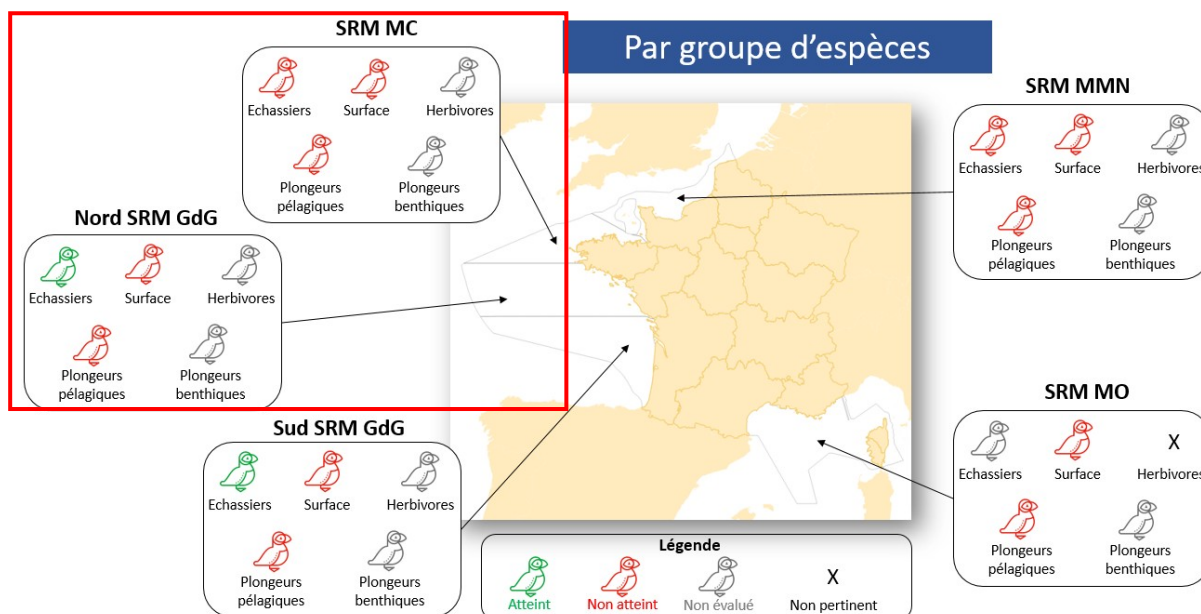 Par groupe d'espèces
SRM MC
Echassiers
Surface
Herbivores
Plongeurs
pélagiques
Plongeurs
benthiques
SRM MMN
Echassiers
Surface
Herbivores
Plongeurs
pélagiques
Plongeurs
benthiques
Nord SRM GdG
Echassiers
Surface
Herbivores
Plongeurs
pélagiques
Plongeurs
benthiques
SRM MO
X
Echassiers
Surface
Herbivores
Plongeurs
pélagiques
Plongeurs
benthiques
Sud SRM GdG
Echassiers
Surface
Herbivores
Plongeurs
pélagiques
Plongeurs
benthiques
Légende
X
Atteint
Non atteint
Non évalué
Non pertinent